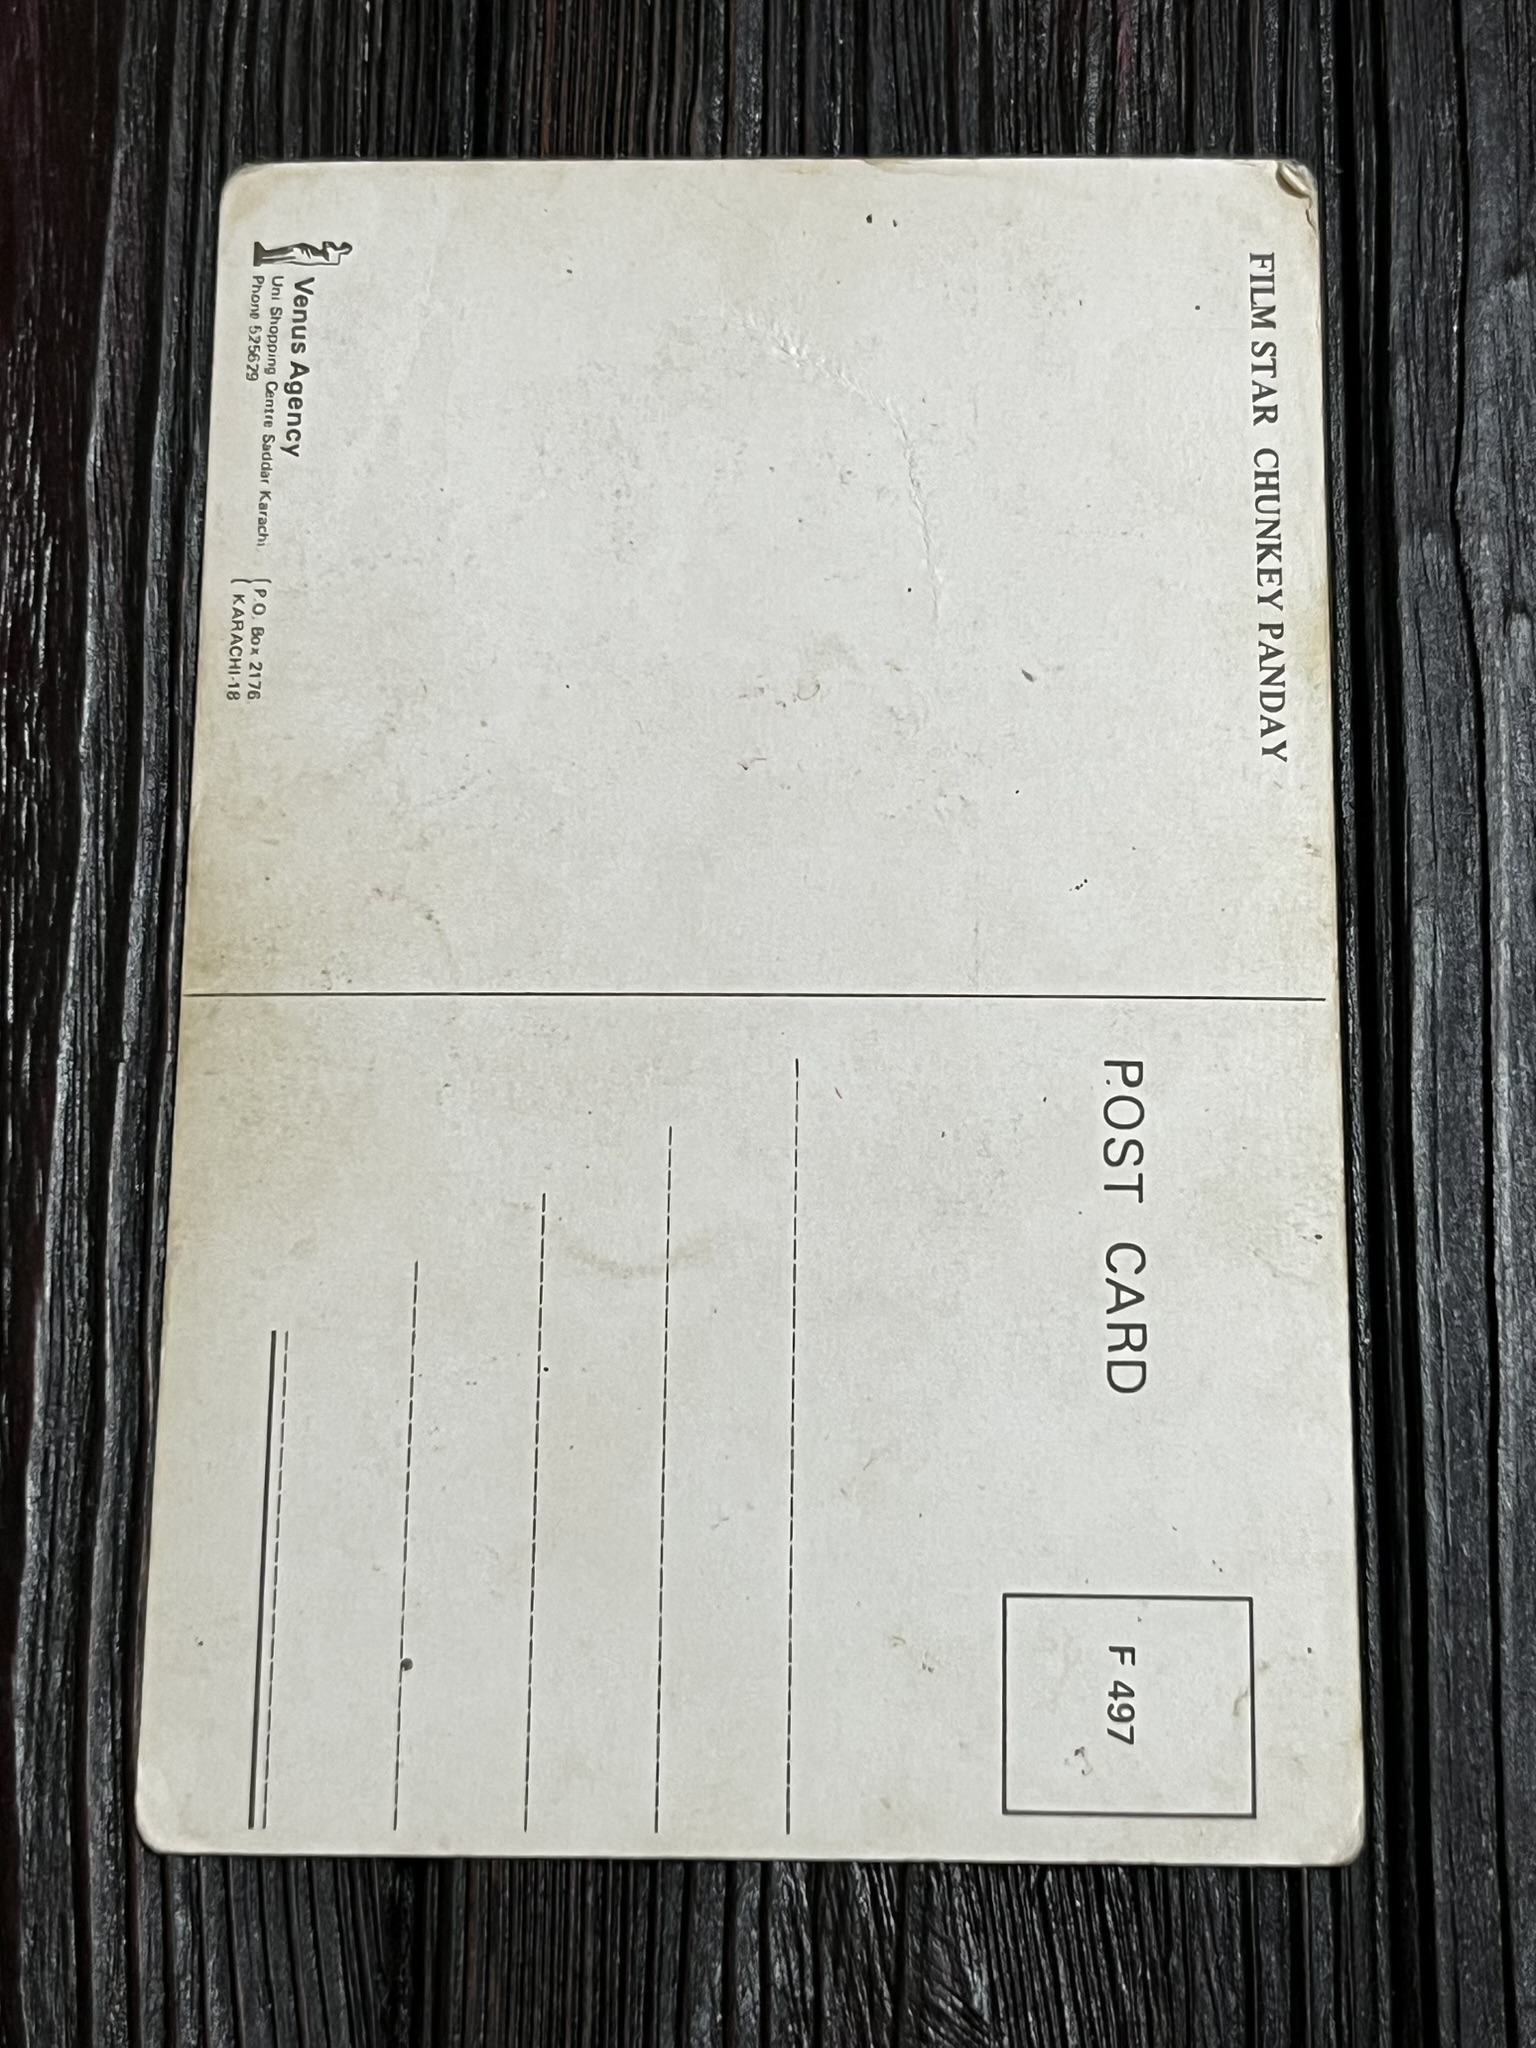 FILM STAR CHUNKEY PANDAY
POST CARD
F 497
Venus Agency
Uni Shopping Centre Saddar Karachi
Phone 525629
P.O. Box 2176
KARACHI-18